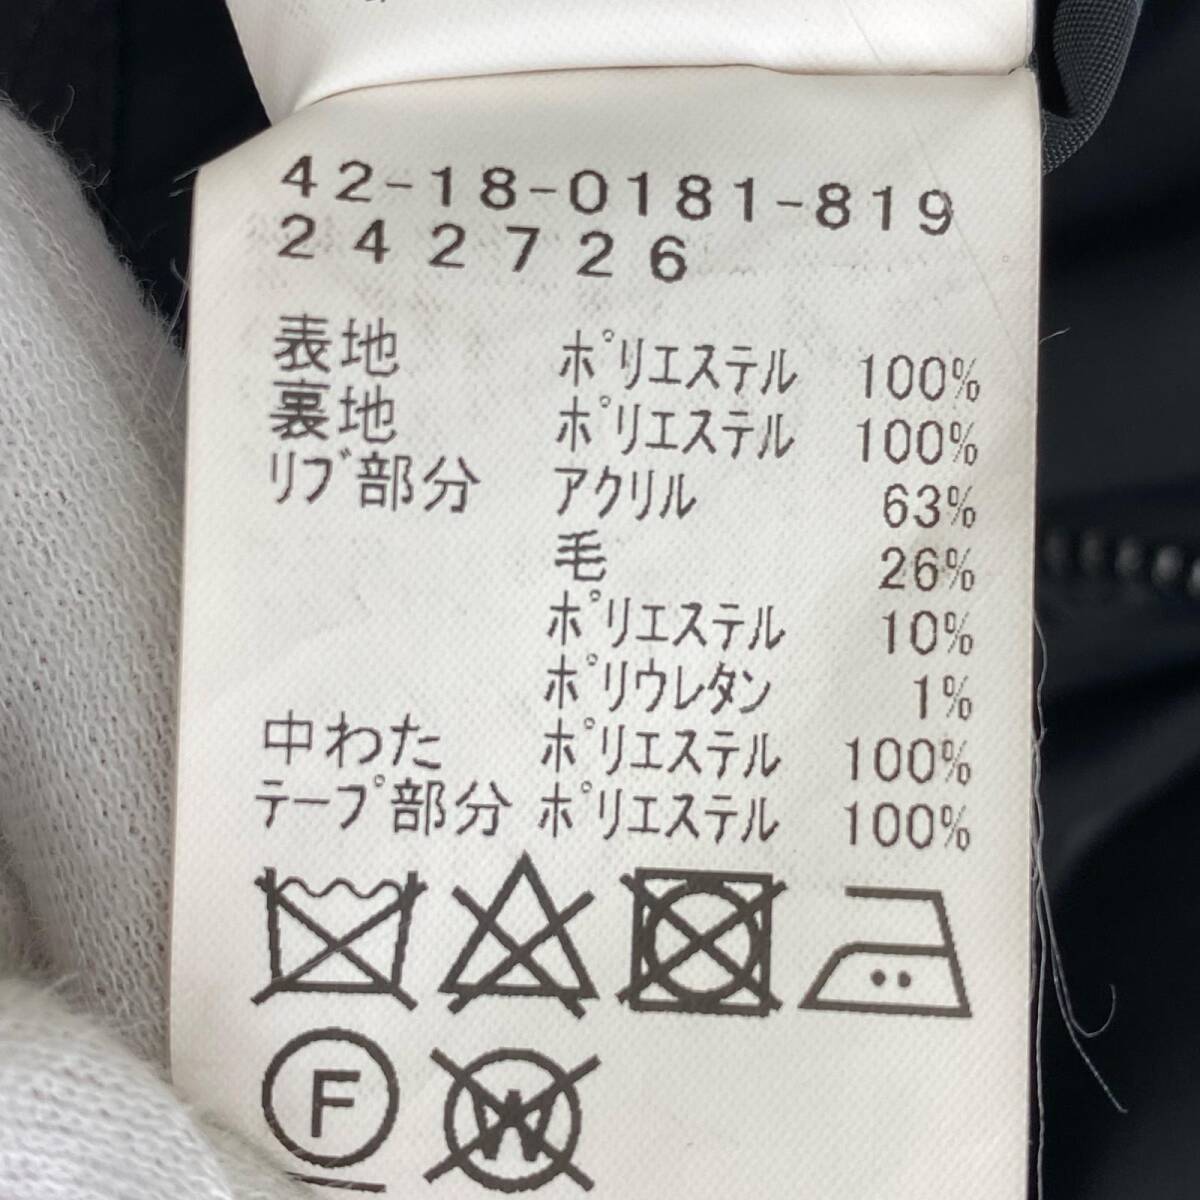 42-18-0181-819
242726
表地 ポリエステル 100%
裏地 ポリエステル 100%
リブ部分 アクリル 63%
毛 26%
ポリエステル 10%
ポリウレタン 1%
中わた ポリエステル 100%
テープ部分 ポリエステル 100%
F
W